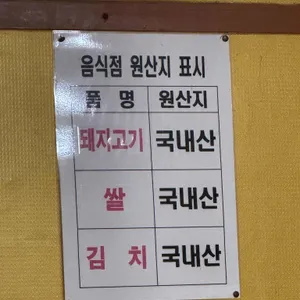 음식점 원산지 표시
품 명 원산지
돼지고기 국내산
쌀 국내산
김 치 국내산